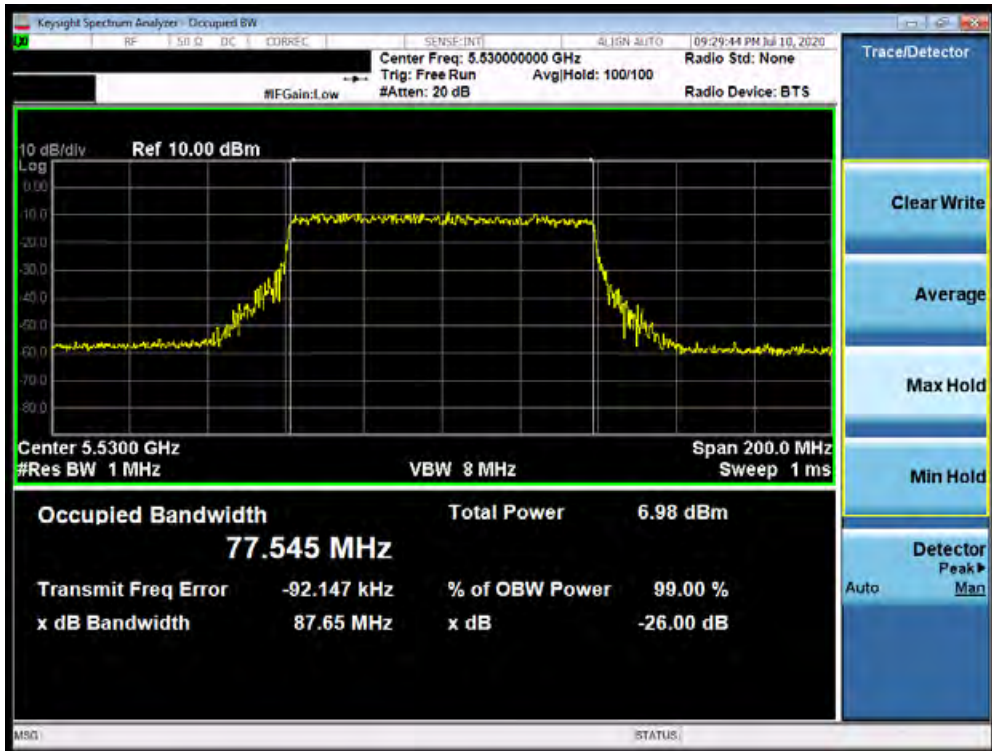 Keysight Spectrum Analyzer - Occupied BW
RF 50 Ω DC CORREC SENSE:INT ALIGN AUTO 09:29:44 PM Jul 10, 2020
Center Freq: 5.530000000 GHz Radio Std: None
Trig: Free Run Avg|Hold: 100/100
#IFGain:Low #Atten: 20 dB Radio Device: BTS
10 dB/div Ref 10.00 dBm
Log
0.00
-10.0
-20.0
-30.0
-40.0
-50.0
-60.0
-70.0
-80.0
Center 5.5300 GHz Span 200.0 MHz
#Res BW 1 MHz VBW 8 MHz Sweep 1 ms
Occupied Bandwidth Total Power 6.98 dBm
77.545 MHz
Transmit Freq Error -92.147 kHz % of OBW Power 99.00 %
x dB Bandwidth 87.65 MHz x dB -26.00 dB
Trace/Detector
Clear Write
Average
Max Hold
Min Hold
Detector
Peak▶
Auto Man
MSG STATUS